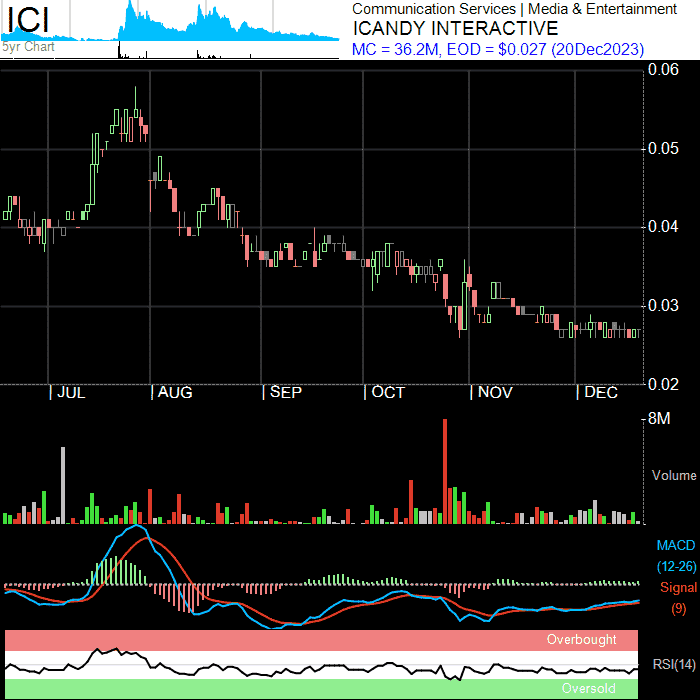 ICI
5yr Chart
Communication Services | Media & Entertainment
ICANDY INTERACTIVE
MC = 36.2M, EOD = $0.027 (20Dec2023)
0.06
0.05
0.04
0.03
0.02
JUL AUG SEP OCT NOV DEC
8M
Volume
MACD
(12-26)
Signal
(9)
Overbought
RSI(14)
Oversold